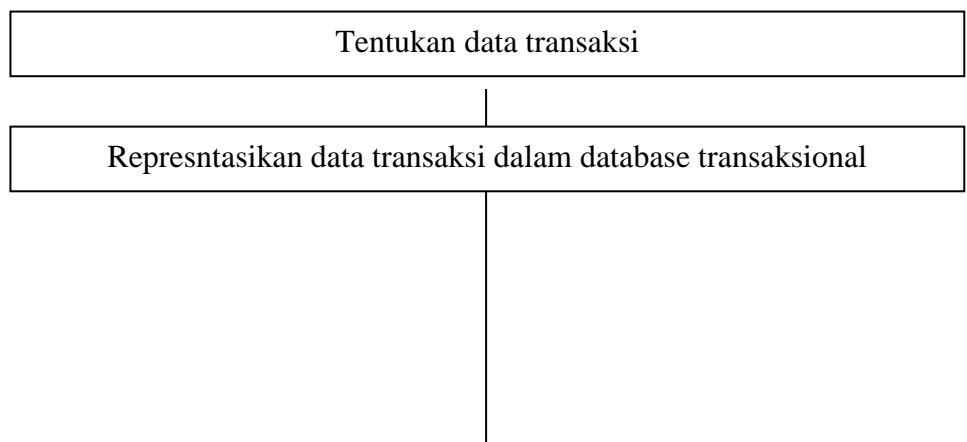 Tentukan data transaksi
Represntasikan data transaksi dalam database transaksional